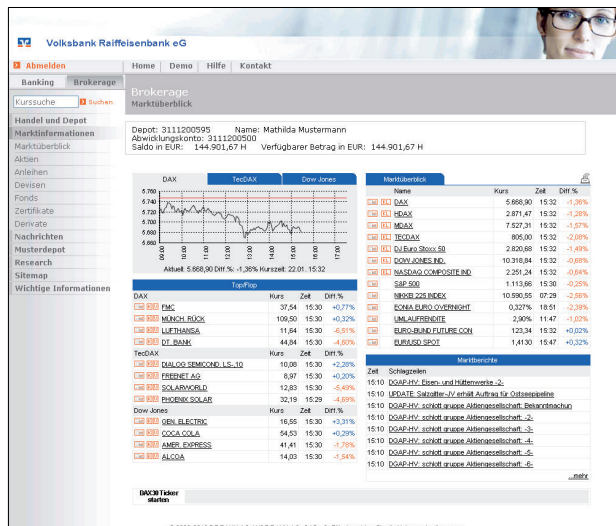 Volksbank Raiffeisenbank eG
Abmelden
Home Demo Hilfe Kontakt
Banking Brokerage
Kurssuche Suchen
Brokerage
Marktüberblick
Handel und Depot
Marktinformationen
Marktüberblick
Aktien
Anleihen
Devisen
Fonds
Zertifikate
Derivate
Nachrichten
Musterdepot
Research
Sitemap
Wichtige Informationen
Depot: 3111200595 Name: Mathilda Mustermann
Abwicklungskonto: 3111200500
Saldo in EUR: 144.901,67 H Verfügbarer Betrag in EUR: 144.901,67 H
DAX TecDAX Dow Jones
5.760
5.740
5.720
5.700
5.680
5.660
09:00 10:00 11:00 12:00 13:00 14:00 15:00 16:00 17:00
Aktuell: 5.668,90 Diff.%: -1,36% Kurszeit: 22.01. 15:32
Top/Flop
DAX Kurs Zeit Diff.%
FMC 37,54 15:30 +0,77%
MÜNCH. RÜCK 109,50 15:30 +0,32%
LUFTHANSA 11,64 15:30 -6,51%
DT. BANK 44,84 15:30 -4,60%
TecDAX Kurs Zeit Diff.%
DIALOG SEMICOND. LS-,10 10,08 15:30 +2,28%
FREENET AG 8,97 15:30 +0,20%
SOLARWORLD 12,83 15:30 -5,49%
PHOENIX SOLAR 32,19 15:29 -4,69%
Dow Jones Kurs Zeit Diff.%
GEN. ELECTRIC 16,55 15:30 +3,31%
COCA COLA 54,53 15:30 +0,29%
AMER. EXPRESS 41,41 15:30 -1,78%
ALCOA 14,03 15:30 -1,54%
Marktüberblick
Name Kurs Zeit Diff.%
DAX 5.668,90 15:32 -1,36%
HDAX 2.871,47 15:32 -1,28%
MDAX 7.527,31 15:32 -1,57%
TECDAX 805,00 15:32 -2,08%
DJ Euro Stoxx 50 2.820,68 15:32 -1,49%
DOW JONES IND. 10.318,84 15:32 -0,68%
NASDAQ COMPOSITE IND 2.251,24 15:32 -0,64%
S&P 500 1.113,66 15:30 -0,25%
NIKKEI 225 INDEX 10.590,55 07:29 -2,56%
EONIA EURO OVERNIGHT 0,327% 18:51 -2,39%
UMLAUFRENDITE 2,90% 11:47 -1,02%
EURO-BUND FUTURE CON 123,34 15:32 +0,02%
EUR/USD SPOT 1,4130 15:47 +0,32%
Marktberichte
Zeit Schlagzeilen
15:10 DGAP-HV: Eisen- und Hüttenwerke -2-
15:10 UPDATE: Salzgitter-JV erhält Auftrag für Ostseepipeline
15:10 DGAP-HV: schlott gruppe Aktiengesellschaft: Bekanntmachun
15:10 DGAP-HV: schlott gruppe Aktiengesellschaft: -2-
15:10 DGAP-HV: schlott gruppe Aktiengesellschaft: -3-
15:10 DGAP-HV: schlott gruppe Aktiengesellschaft: -4-
15:10 DGAP-HV: schlott gruppe Aktiengesellschaft: -5-
15:10 DGAP-HV: schlott gruppe Aktiengesellschaft: -6-
...mehr
DAX30 Ticker
starten